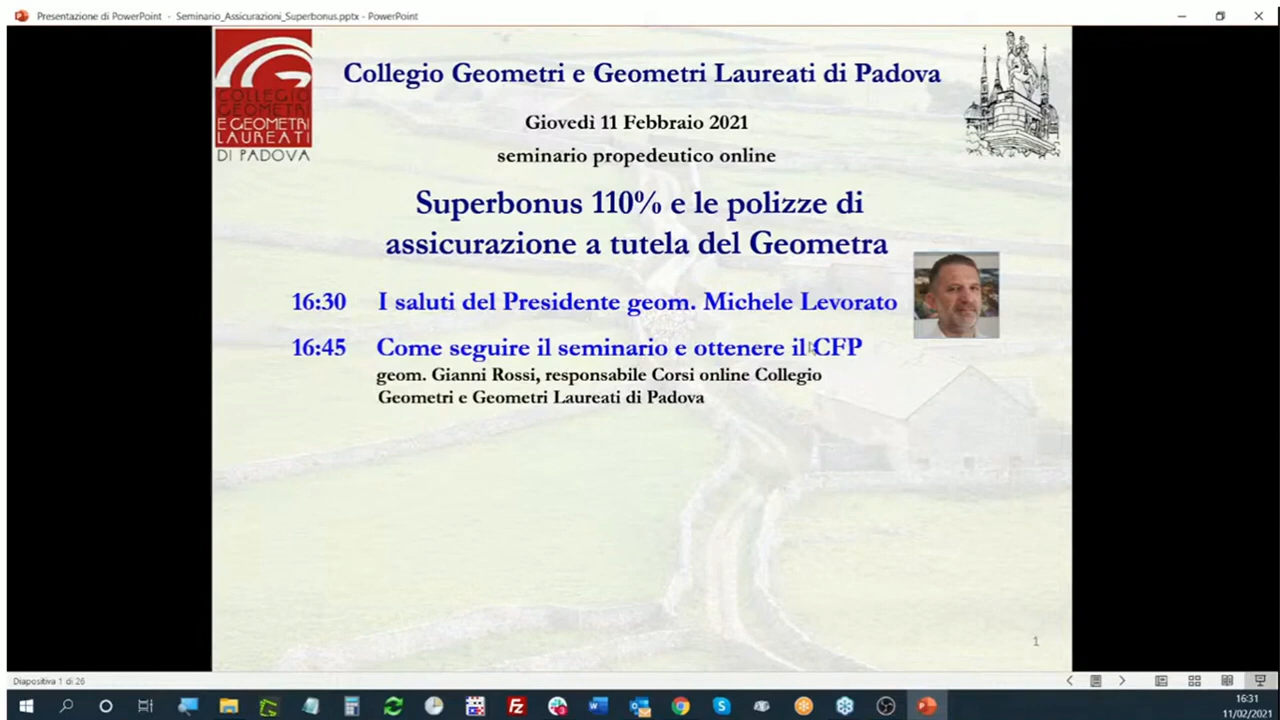 Presentazione di PowerPoint - Seminario_Assicurazioni_Superbonus.pptx - PowerPoint
COLLEGIO
GEOMETRI
E GEOMETRI
LAUREATI
DI PADOVA
Collegio Geometri e Geometri Laureati di Padova
Giovedì 11 Febbraio 2021
seminario propedeutico online
Superbonus 110% e le polizze di
assicurazione a tutela del Geometra
16:30 I saluti del Presidente geom. Michele Levorato
16:45 Come seguire il seminario e ottenere il CFP
geom. Gianni Rossi, responsabile Corsi online Collegio
Geometri e Geometri Laureati di Padova
1
Diapositiva 1 di 26
16:31
11/02/2021